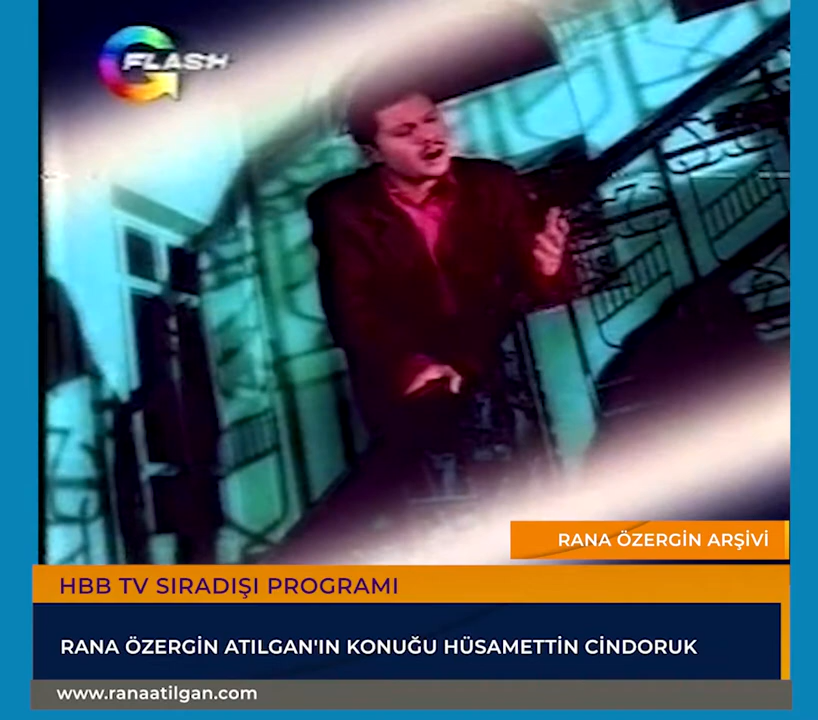 FLASH
RANA ÖZERGİN ARŞİVİ
HBB TV SIRADIŞI PROGRAMI
RANA ÖZERGİN ATILGAN'IN KONUĞU HÜSAMETTİN CİNDORUK
www.ranaatilgan.com